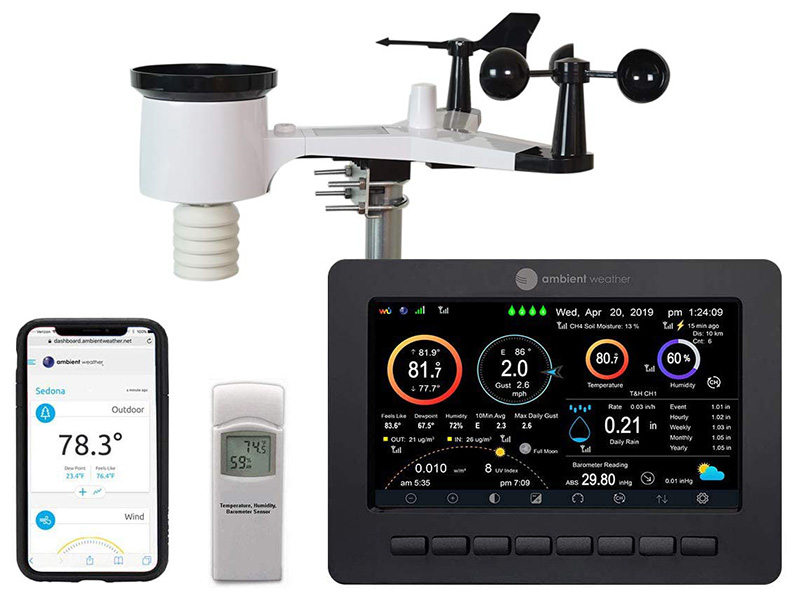 ambient weather
Wed, Apr 20, 2019 pm 1:24:09
CH4 Soil Moisture: 13 %
15 min ago
Dis: 10 km
Cnt: 6
↑ 81.9°
81.7°
↓ 77.7°
E 86°
2.0
Gust 2.6
mph
80.7°
Temperature
60%
Humidity
CH
T&H CH1
Feels Like Dewpoint Humidity 10Min Avg Max Daily Gust
83.6° 67.5° 72% E 2.3 2.6
OUT: 21 ug/m³ IN: 26 ug/m³
Full Moon
0.010 w/m² 8 UV Index
am 5:35 pm 7:09
Rate 0.03 in/h
0.21 in
Daily Rain
Event 1.01 in
Hourly 1.02 in
Weekly 1.03 in
Monthly 1.05 in
Yearly 1.05 in
Barometer Reading
ABS 29.80 inHg
0.01 inHg
CH
Verizon 100%
dashboard.ambientweather.net
ambient weather
Sedona a minute ago
Outdoor
78.3°
Dew Point Feels Like
23.4°F 76.4°F
Wind
74.5
59%
Temperature, Humidity,
Barometer Sensor